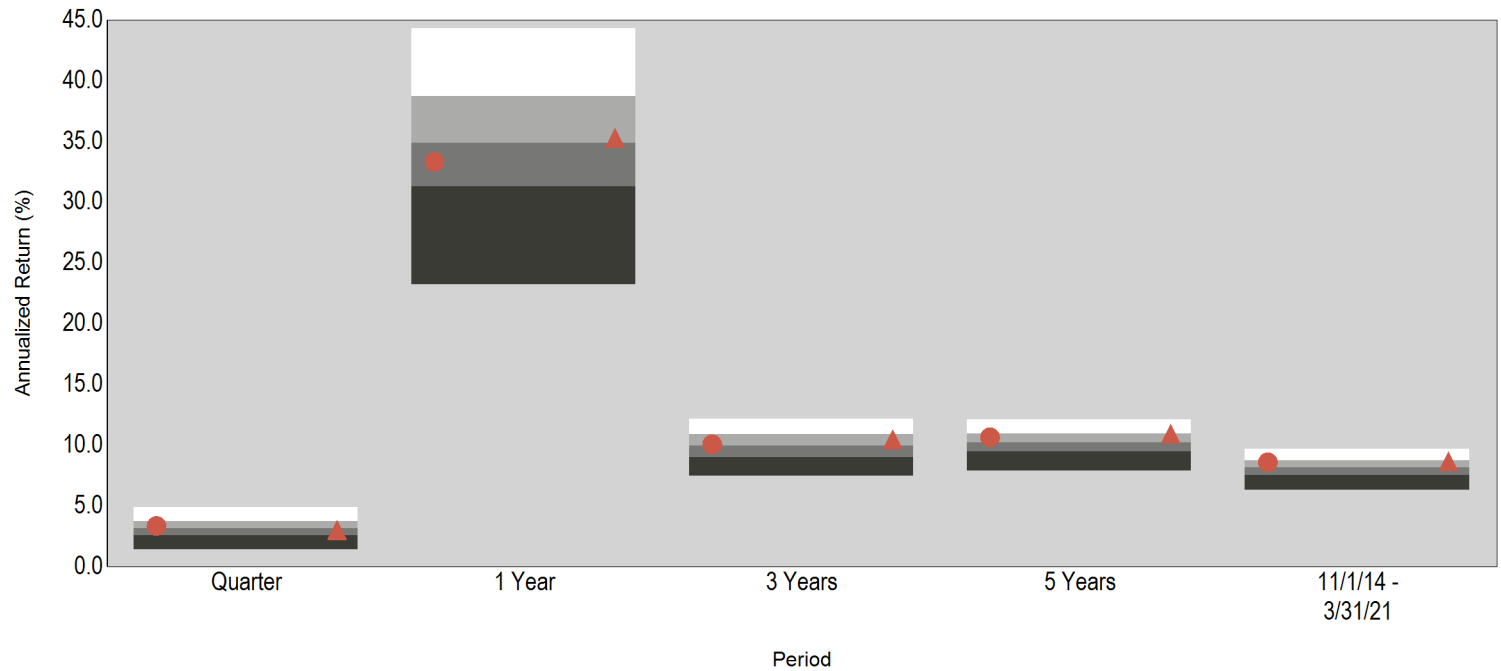 45.0
40.0
35.0
30.0
25.0
20.0
15.0
10.0
5.0
0.0
Annualized Return (%)
Quarter
1 Year
3 Years
5 Years
11/1/14 -
3/31/21
Period